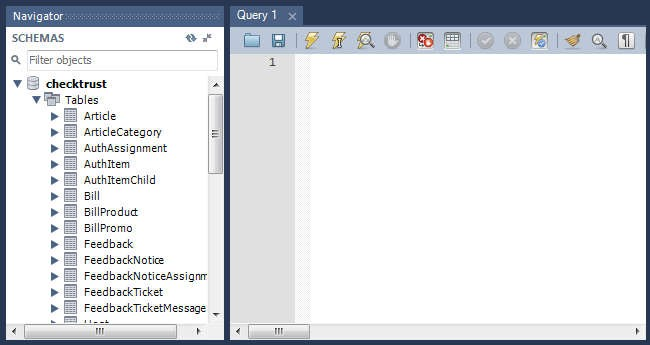 Navigator
SCHEMAS
Filter objects
checktrust
Tables
Article
ArticleCategory
AuthAssignment
AuthItem
AuthItemChild
Bill
BillProduct
BillPromo
Feedback
FeedbackNotice
FeedbackNoticeAssignm
FeedbackTicket
FeedbackTicketMessage
Query 1
1